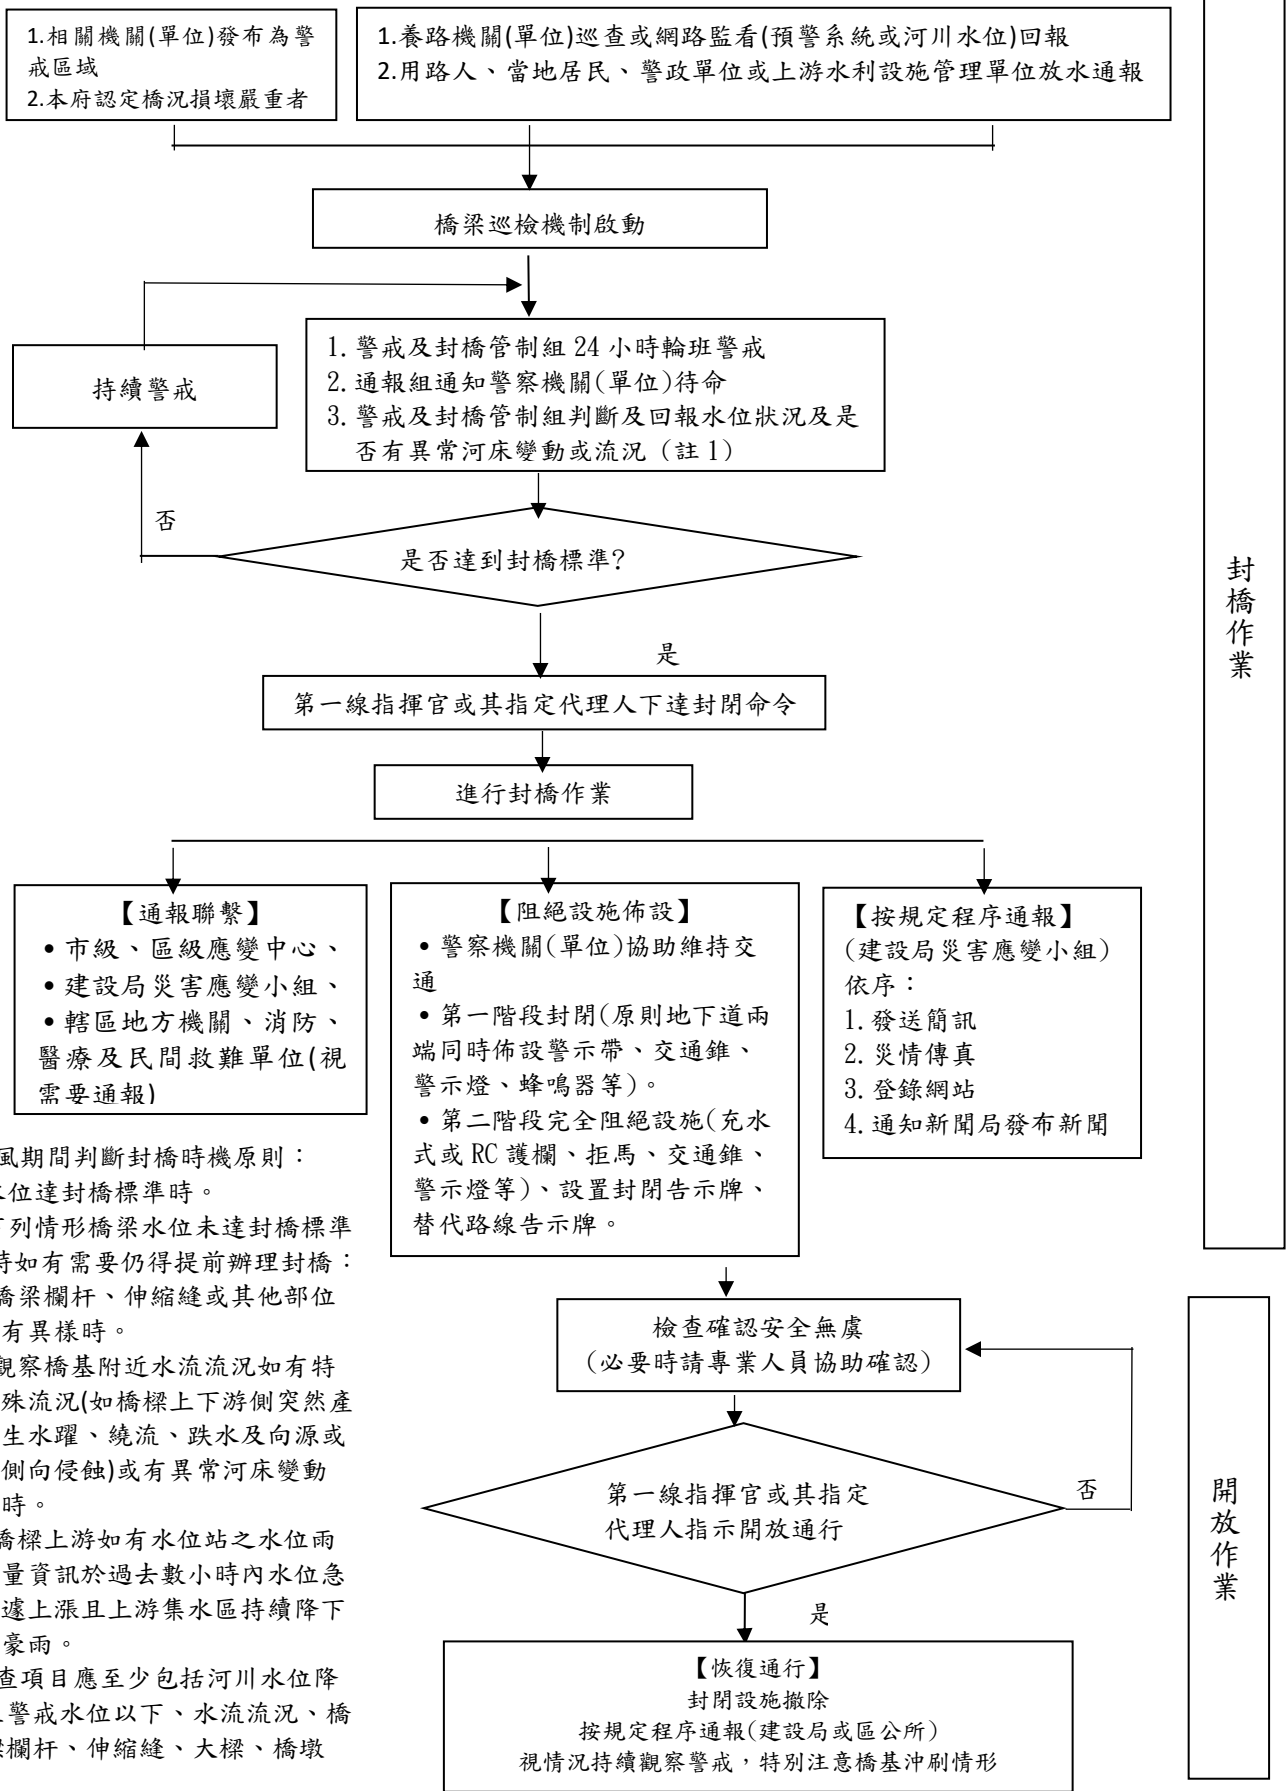 1.相關機關(單位)發布為警
戒區域
2.本府認定橋況損壞嚴重者
1.養路機關(單位)巡查或網路監看(預警系統或河川水位)回報
2.用路人、當地居民、警政單位或上游水利設施管理單位放水通報
橋梁巡檢機制啟動
持續警戒
1. 警戒及封橋管制組 24 小時輪班警戒
2. 通報組通知警察機關(單位)待命
3. 警戒及封橋管制組判斷及回報水位狀況及是
否有異常河床變動或流況（註 1）
否
是否達到封橋標準?
是
第一線指揮官或其指定代理人下達封閉命令
進行封橋作業
【通報聯繫】
• 市級、區級應變中心、
• 建設局災害應變小組、
• 轄區地方機關、消防、
醫療及民間救難單位(視
需要通報)
【阻絕設施佈設】
• 警察機關(單位)協助維持交
通
• 第一階段封閉(原則地下道兩
端同時佈設警示帶、交通錐、
警示燈、蜂鳴器等)。
• 第二階段完全阻絕設施(充水
式或 RC 護欄、拒馬、交通錐、
警示燈等)、設置封閉告示牌、
替代路線告示牌。
【按規定程序通報】
(建設局災害應變小組)
依序：
1. 發送簡訊
2. 災情傳真
3. 登錄網站
4. 通知新聞局發布新聞
封橋作業
風期間判斷封橋時機原則：
位達封橋標準時。
下列情形橋梁水位未達封橋標準
時如有需要仍得提前辦理封橋：
橋梁欄杆、伸縮縫或其他部位
有異樣時。
觀察橋基附近水流流況如有特
殊流況(如橋樑上下游側突然產
生水躍、繞流、跌水及向源或
側向侵蝕)或有異常河床變動
時。
橋樑上游如有水位站之水位雨
量資訊於過去數小時內水位急
遽上漲且上游集水區持續降下
豪雨。
查項目應至少包括河川水位降
警戒水位以下、水流流況、橋
欄杆、伸縮縫、大樑、橋墩
檢查確認安全無虞
(必要時請專業人員協助確認)
第一線指揮官或其指定
代理人指示開放通行
否
是
【恢復通行】
封閉設施撤除
按規定程序通報(建設局或區公所)
視情況持續觀察警戒，特別注意橋基沖刷情形
開放作業